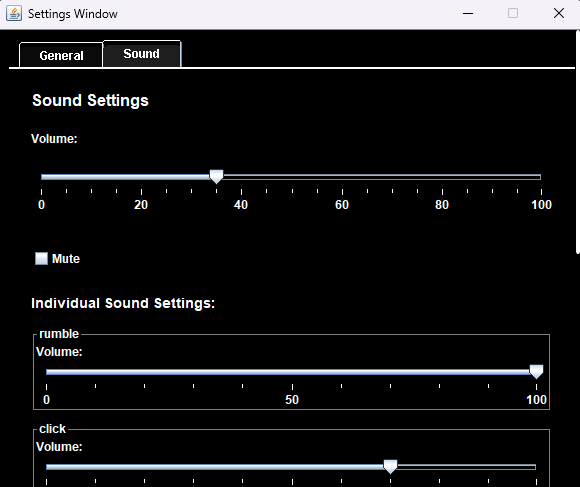 Settings Window
General Sound
Sound Settings
Volume:
0 20 40 60 80 100
Mute
Individual Sound Settings:
rumble
Volume:
0 50 100
click
Volume: